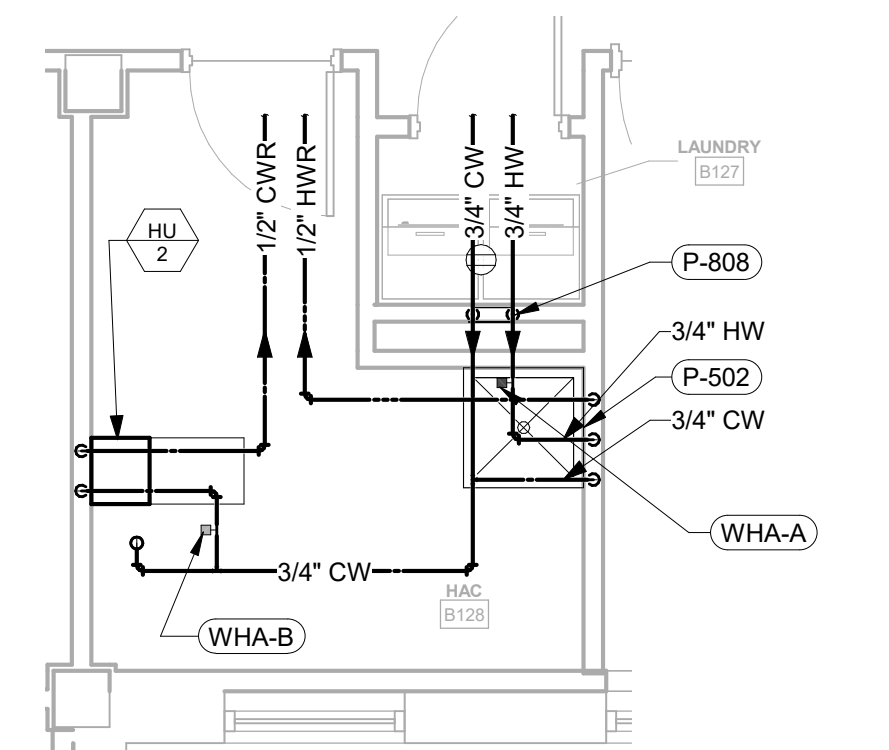 LAUNDRY
B127
1/2" CWR
1/2" HWR
3/4" CW
3/4" HW
HU
2
P-808
3/4" HW
P-502
3/4" CW
WHA-A
3/4" CW
HAC
B128
WHA-B